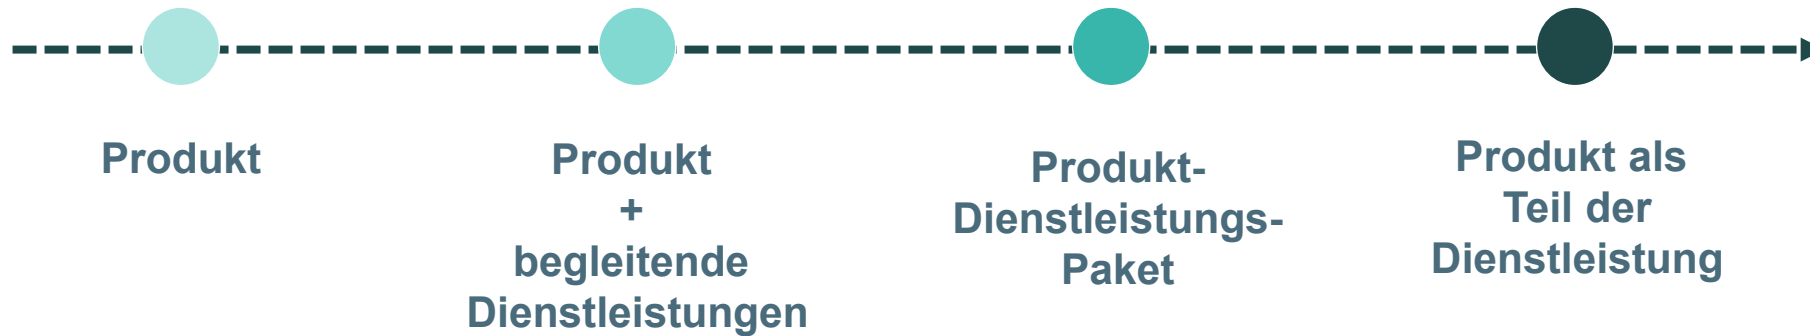 Produkt
Produkt
+
begleitende
Dienstleistungen
Produkt-
Dienstleistungs-
Paket
Produkt als
Teil der
Dienstleistung